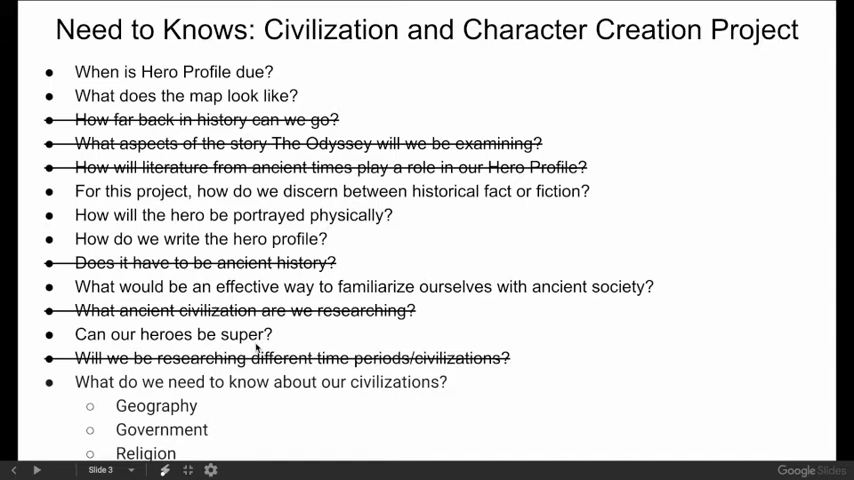 Need to Knows: Civilization and Character Creation Project
● When is Hero Profile due?
● What does the map look like?
● How far back in history can we go?
● What aspects of the story The Odyssey will we be examining?
● How will literature from ancient times play a role in our Hero Profile?
● For this project, how do we discern between historical fact or fiction?
● How will the hero be portrayed physically?
● How do we write the hero profile?
● Does it have to be ancient history?
● What would be an effective way to familiarize ourselves with ancient society?
● What ancient civilization are we researching?
● Can our heroes be super?
● Will we be researching different time periods/civilizations?
● What do we need to know about our civilizations?
○ Geography
○ Government
○ Religion
Slide 3
Google Slides